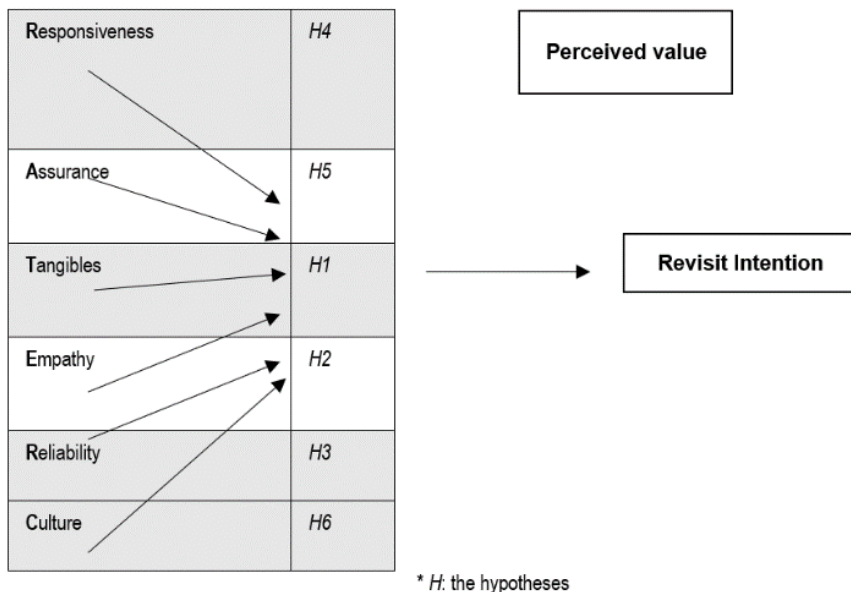 Responsiveness H4
Perceived value
Assurance H5
Tangibles H1
Revisit Intention
Empathy H2
Reliability H3
Culture H6
* H: the hypotheses